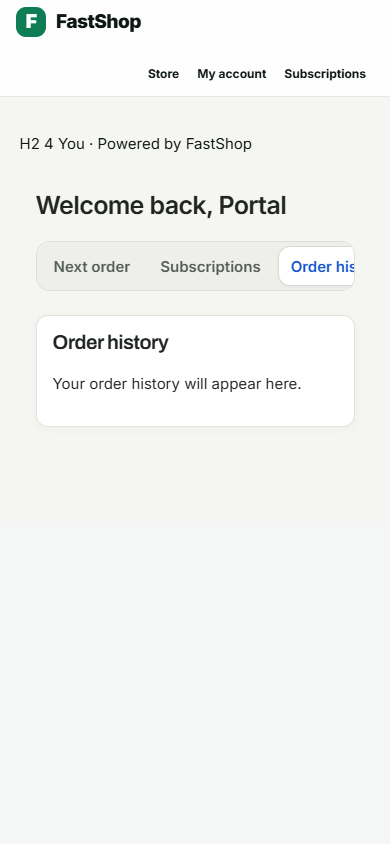 F FastShop
Store My account Subscriptions
H2 4 You · Powered by FastShop
Welcome back, Portal
Next order Subscriptions Order his
Order history
Your order history will appear here.